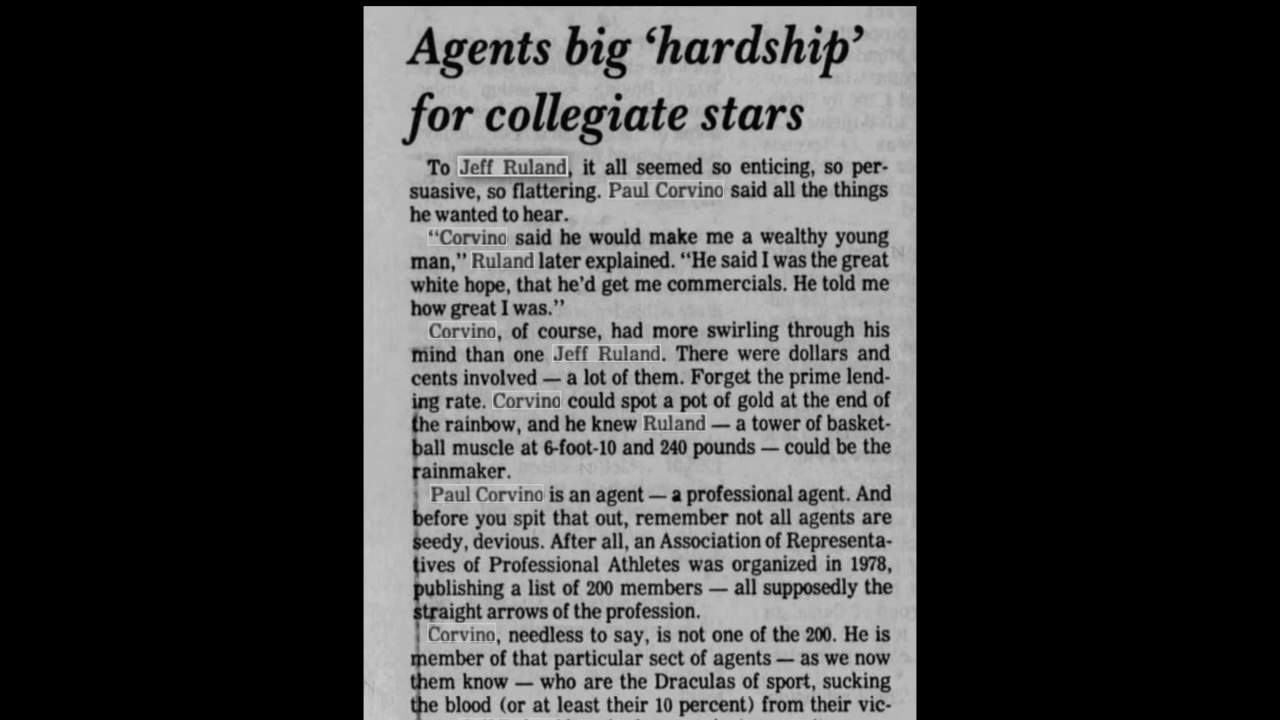 Agents big ‘hardship’
for collegiate stars
To Jeff Ruland, it all seemed so enticing, so per-
suasive, so flattering. Paul Corvino said all the things
he wanted to hear.
“Corvino said he would make me a wealthy young
man,” Ruland later explained. “He said I was the great
white hope, that he’d get me commercials. He told me
how great I was.”
Corvino, of course, had more swirling through his
mind than one Jeff Ruland. There were dollars and
cents involved — a lot of them. Forget the prime lend-
ing rate. Corvino could spot a pot of gold at the end of
the rainbow, and he knew Ruland — a tower of basket-
ball muscle at 6-foot-10 and 240 pounds — could be the
rainmaker.
Paul Corvino is an agent — a professional agent. And
before you spit that out, remember not all agents are
seedy, devious. After all, an Association of Representa-
tives of Professional Athletes was organized in 1978,
publishing a list of 200 members — all supposedly the
straight arrows of the profession.
Corvino, needless to say, is not one of the 200. He is
member of that particular sect of agents — as we now
them know — who are the Draculas of sport, sucking
the blood (or at least their 10 percent) from their vic-